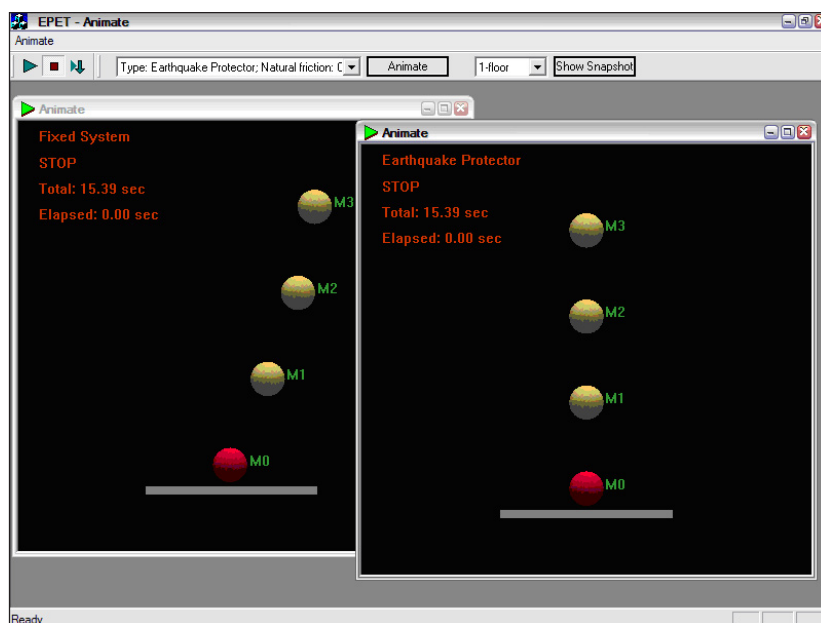 EPET - Animate
Animate
Type: Earthquake Protector; Natural friction: C
Animate
1-floor
Show Snapshot
Animate
Fixed System
STOP
Total: 15.39 sec
Elapsed: 0.00 sec
M3
M2
M1
M0
Animate
Earthquake Protector
STOP
Total: 15.39 sec
Elapsed: 0.00 sec
M3
M2
M1
M0
Ready